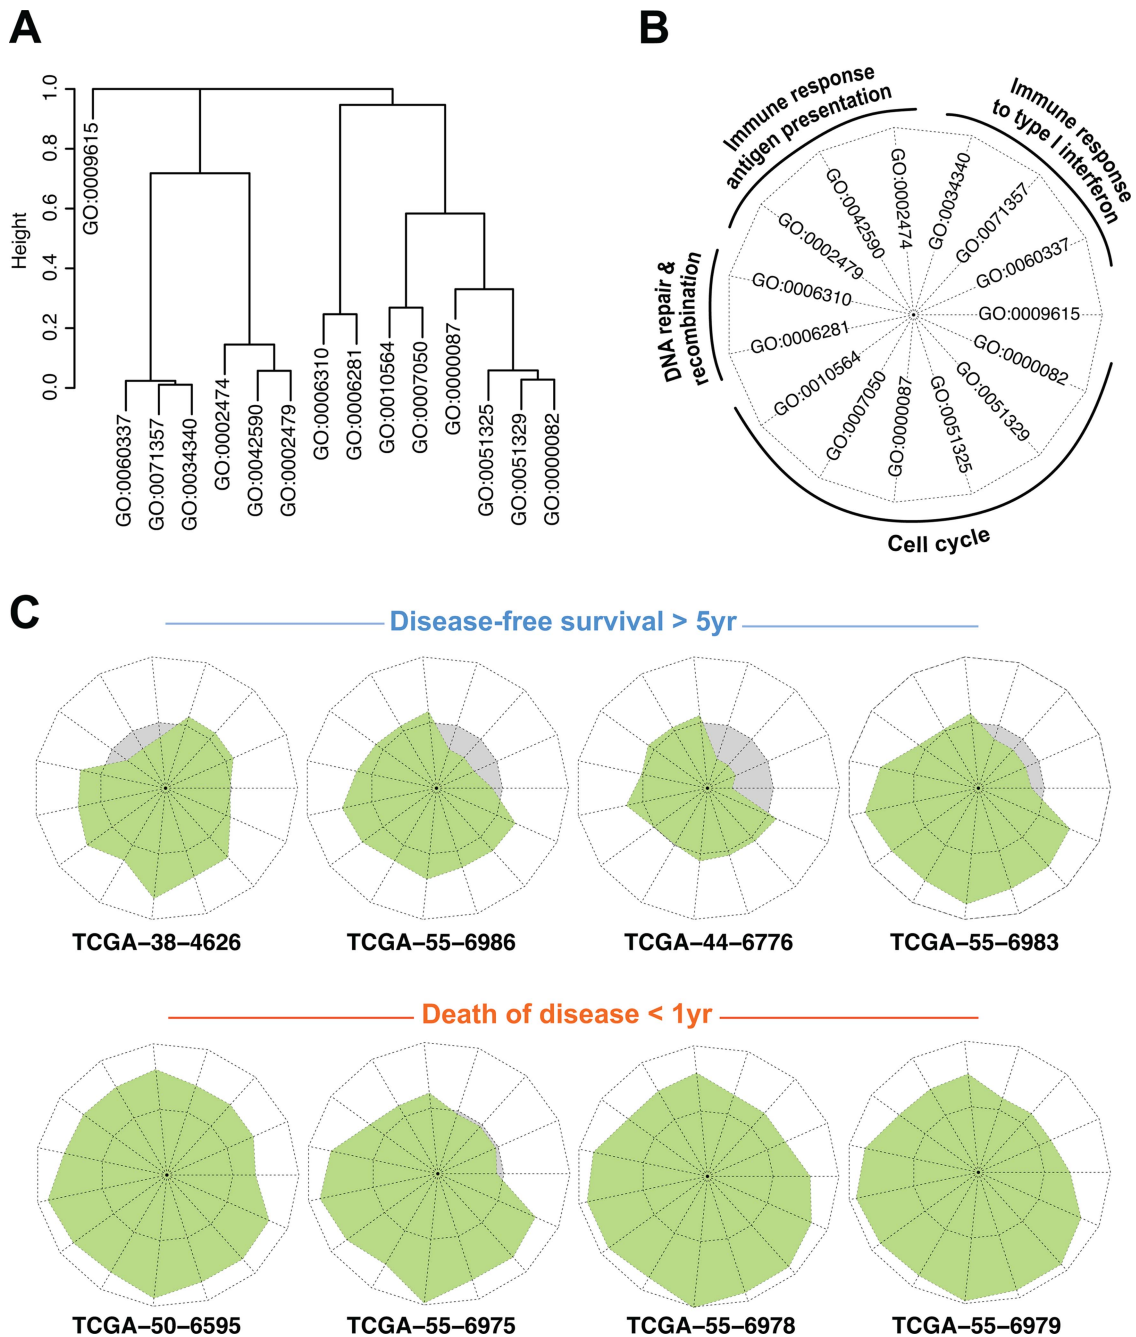 A
Height
1.0
0.8
0.6
0.4
0.2
0.0
GO:0009615
GO:0060337
GO:0071357
GO:0034340
GO:0002474
GO:0042590
GO:0002479
GO:0006310
GO:0006281
GO:0010564
GO:0007050
GO:0000087
GO:0051325
GO:0051329
GO:0000082
B
Immune response
antigen presentation
Immune response
to type I interferon
DNA repair &
recombination
Cell cycle
GO:0002474
GO:0034340
GO:0071357
GO:0060337
GO:0009615
GO:0000082
GO:0051329
GO:0051325
GO:0000087
GO:0007050
GO:0010564
GO:0006281
GO:0006310
GO:0002479
GO:0042590
C
Disease-free survival > 5yr
TCGA–38–4626
TCGA–55–6986
TCGA–44–6776
TCGA–55–6983
Death of disease < 1yr
TCGA–50–6595
TCGA–55–6975
TCGA–55–6978
TCGA–55–6979